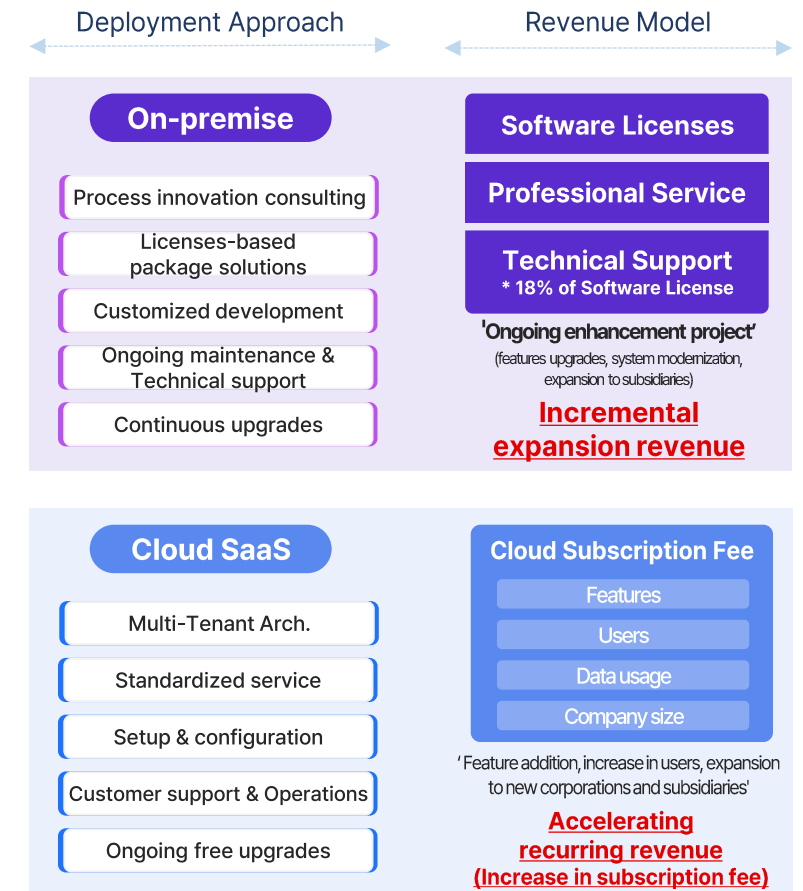 Deployment Approach
Revenue Model
On-premise
Process innovation consulting
Licenses-based
package solutions
Customized development
Ongoing maintenance &
Technical support
Continuous upgrades
Software Licenses
Professional Service
Technical Support
* 18% of Software License
'Ongoing enhancement project'
(features upgrades, system modernization,
expansion to subsidiaries)
Incremental
expansion revenue
Cloud SaaS
Multi-Tenant Arch.
Standardized service
Setup & configuration
Customer support & Operations
Ongoing free upgrades
Cloud Subscription Fee
Features
Users
Data usage
Company size
‘ Feature addition, increase in users, expansion
to new corporations and subsidiaries'
Accelerating
recurring revenue
(Increase in subscription fee)